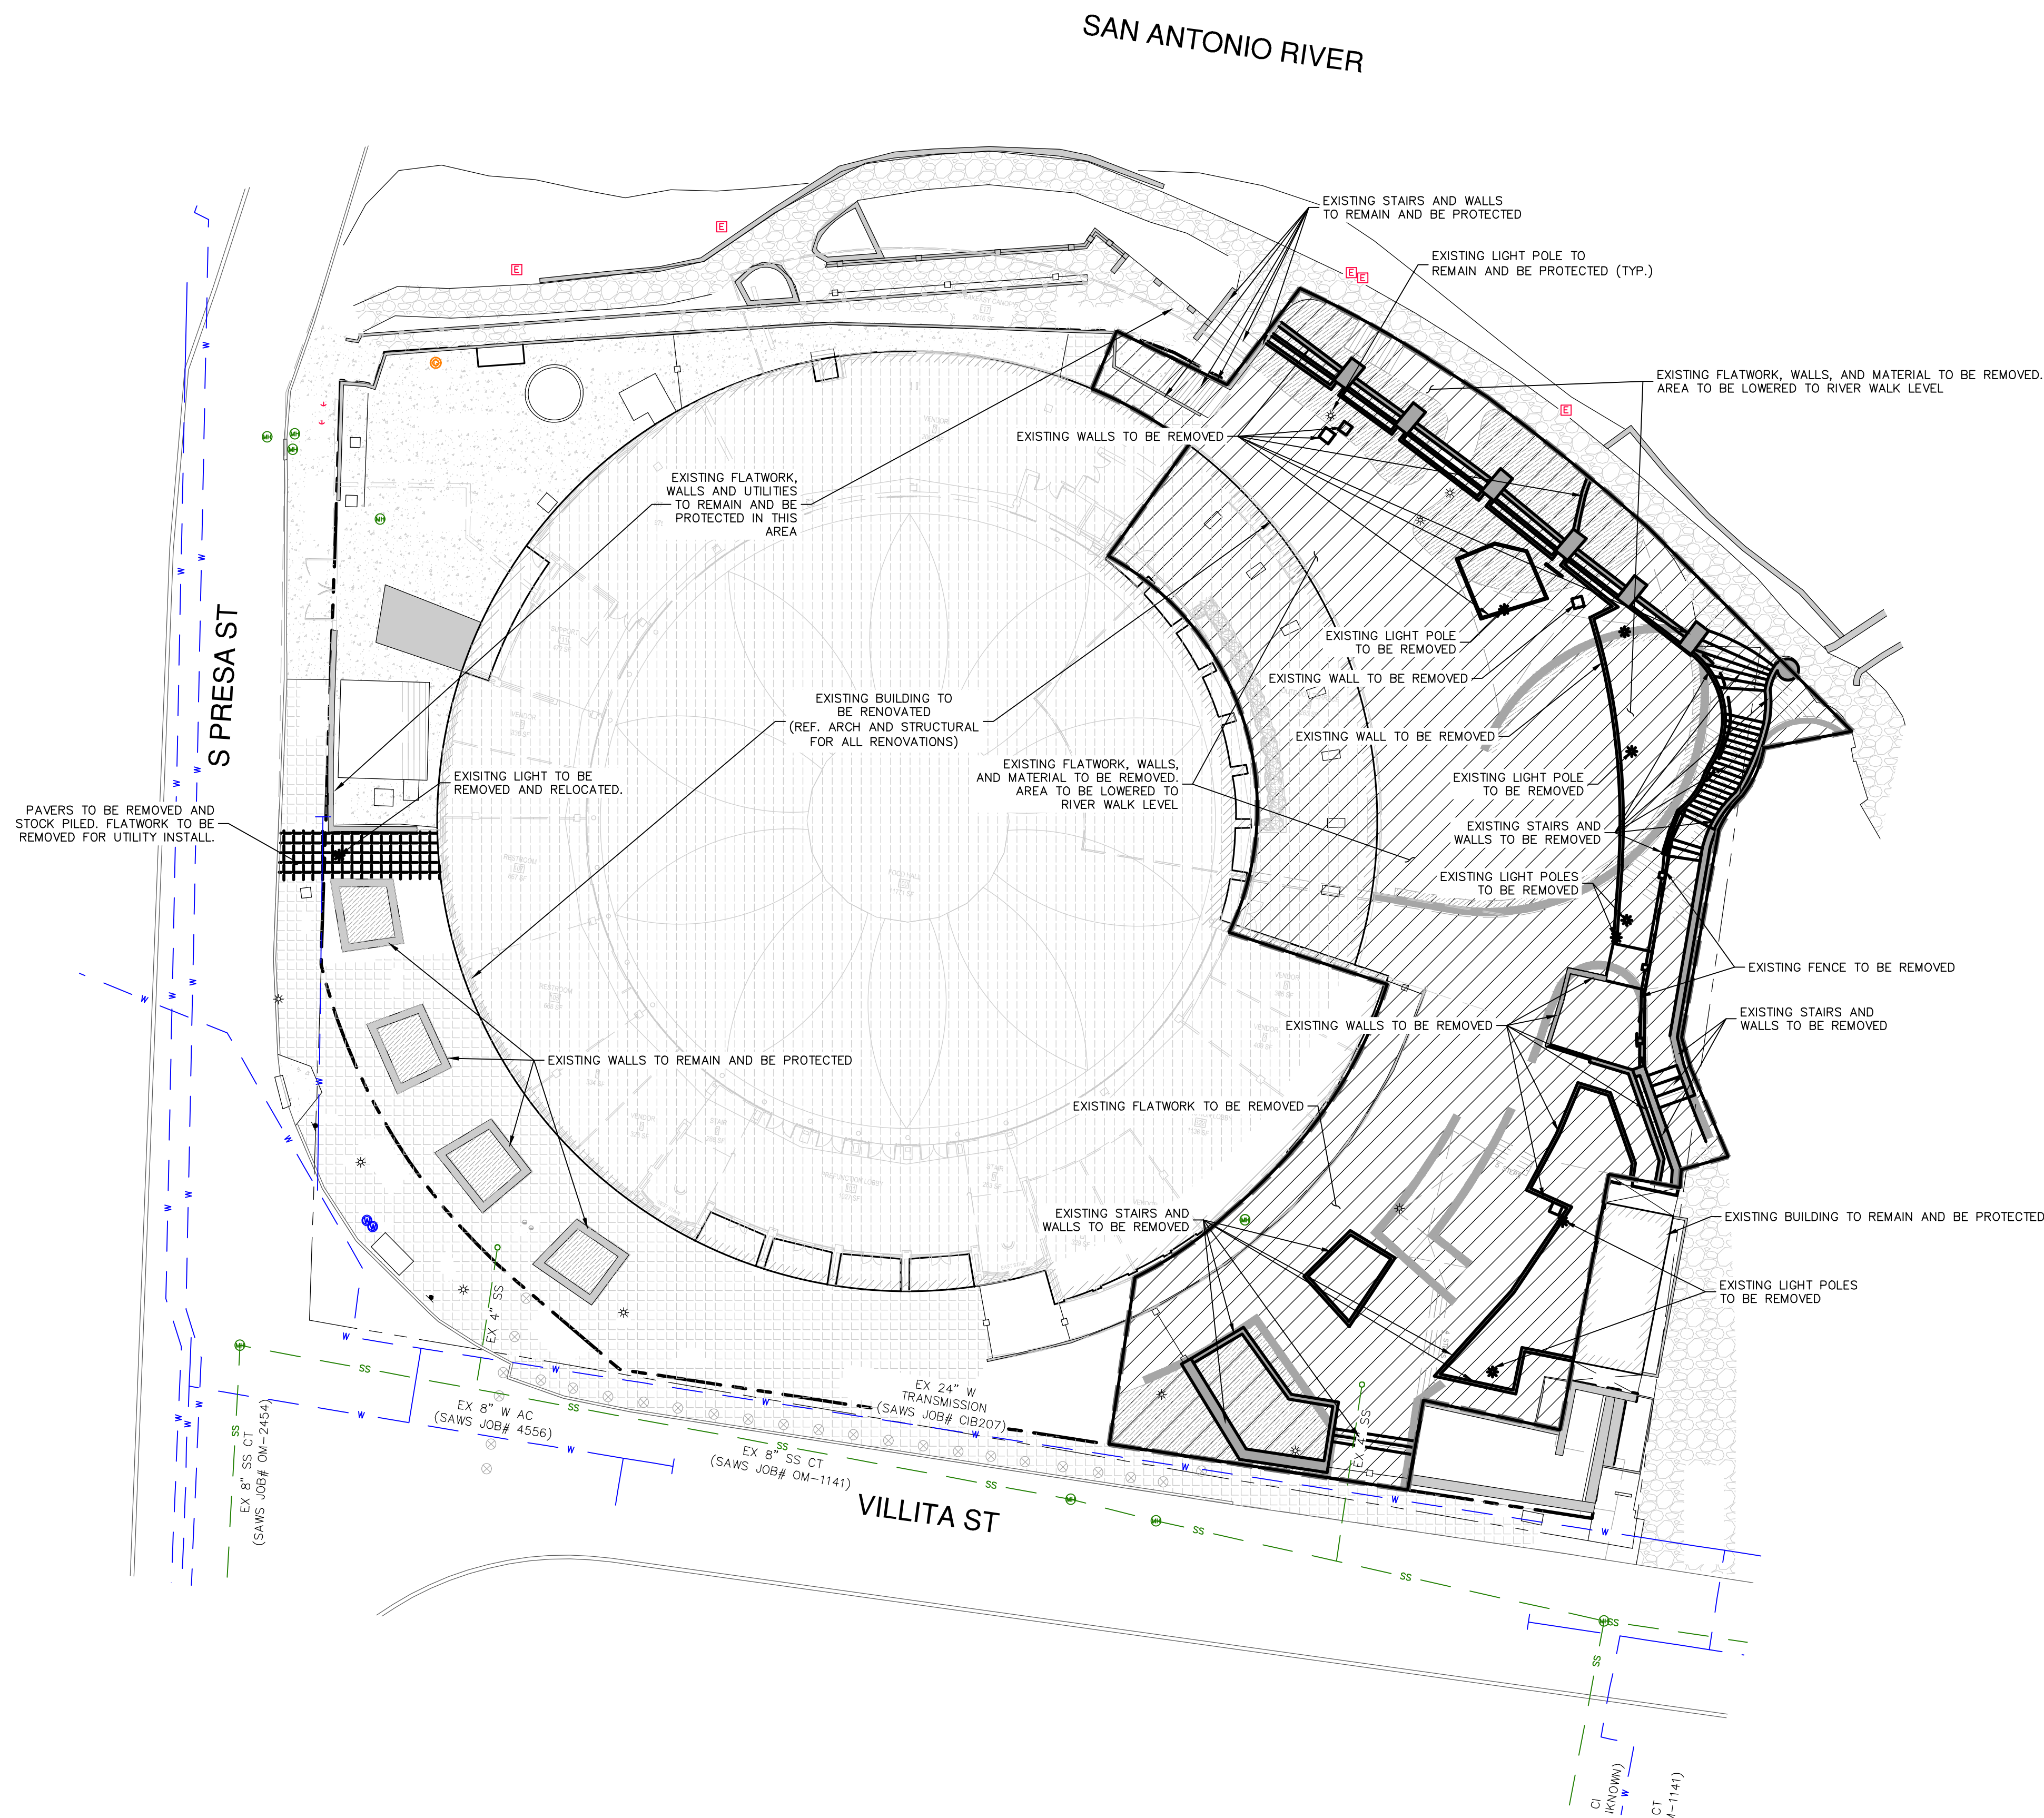 SAN ANTONIO RIVER
EXISTING STAIRS AND WALLS
TO REMAIN AND BE PROTECTED
EXISTING LIGHT POLE TO
REMAIN AND BE PROTECTED (TYP.)
EXISTING FLATWORK, WALLS, AND MATERIAL TO BE REMOVED.
AREA TO BE LOWERED TO RIVER WALK LEVEL
EXISTING WALLS TO BE REMOVED
EXISTING FLATWORK,
WALLS AND UTILITIES
TO REMAIN AND BE
PROTECTED IN THIS
AREA
EXISTING LIGHT POLE
TO BE REMOVED
EXISTING WALL TO BE REMOVED
EXISTING BUILDING TO
BE RENOVATED
(REF. ARCH AND STRUCTURAL
FOR ALL RENOVATIONS)
EXISTING WALL TO BE REMOVED
EXISTING FLATWORK, WALLS,
AND MATERIAL TO BE REMOVED.
AREA TO BE LOWERED TO
RIVER WALK LEVEL
EXISTING LIGHT POLE
TO BE REMOVED
EXISITNG LIGHT TO BE
REMOVED AND RELOCATED.
PAVERS TO BE REMOVED AND
STOCK PILED. FLATWORK TO BE
REMOVED FOR UTILITY INSTALL.
S PRESA ST
EXISTING STAIRS AND
WALLS TO BE REMOVED
EXISTING LIGHT POLES
TO BE REMOVED
EXISTING FENCE TO BE REMOVED
EXISTING WALLS TO BE REMOVED
EXISTING STAIRS AND
WALLS TO BE REMOVED
EXISTING WALLS TO REMAIN AND BE PROTECTED
EXISTING FLATWORK TO BE REMOVED
EXISTING STAIRS AND
WALLS TO BE REMOVED
EXISTING BUILDING TO REMAIN AND BE PROTECTED
EXISTING LIGHT POLES
TO BE REMOVED
EX 4" SS
EX 24" W
TRANSMISSION
(SAWS JOB# CIB207)
EX 8" W AC
(SAWS JOB# 4556)
EX 8" SS CT
(SAWS JOB# OM-1141)
EX 4" SS
EX 8" SS CT
(SAWS JOB# OM-2454)
VILLITA ST
CI